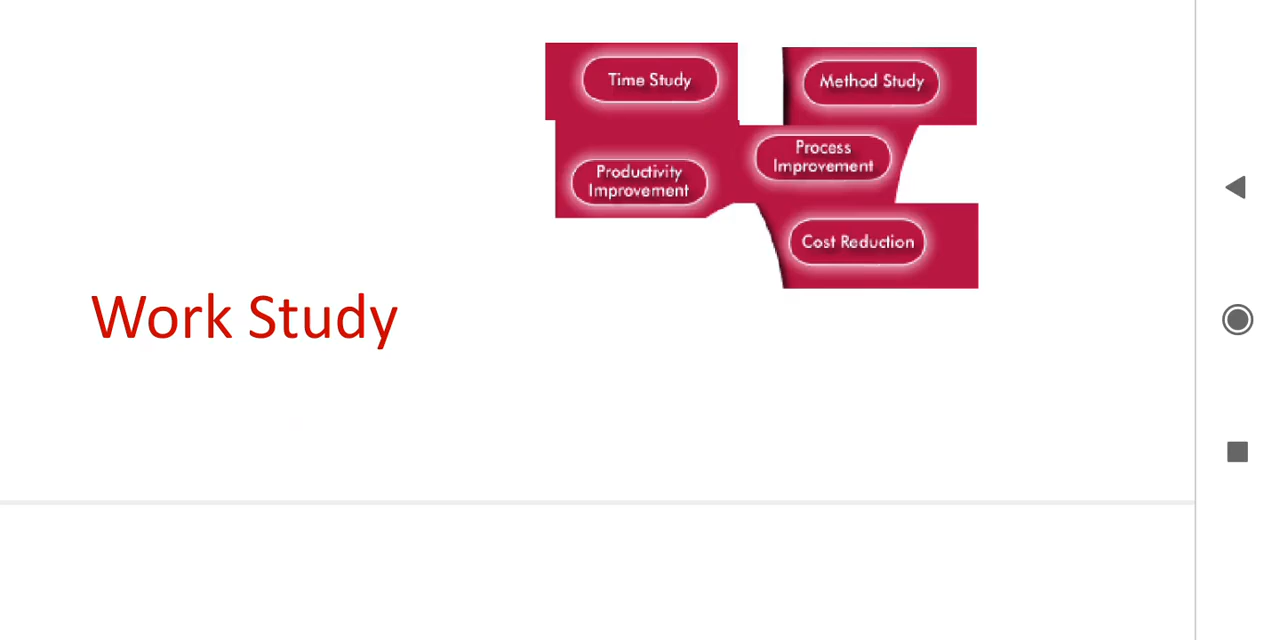 Time Study
Method Study
Process
Improvement
Productivity
Improvement
Cost Reduction
Work Study